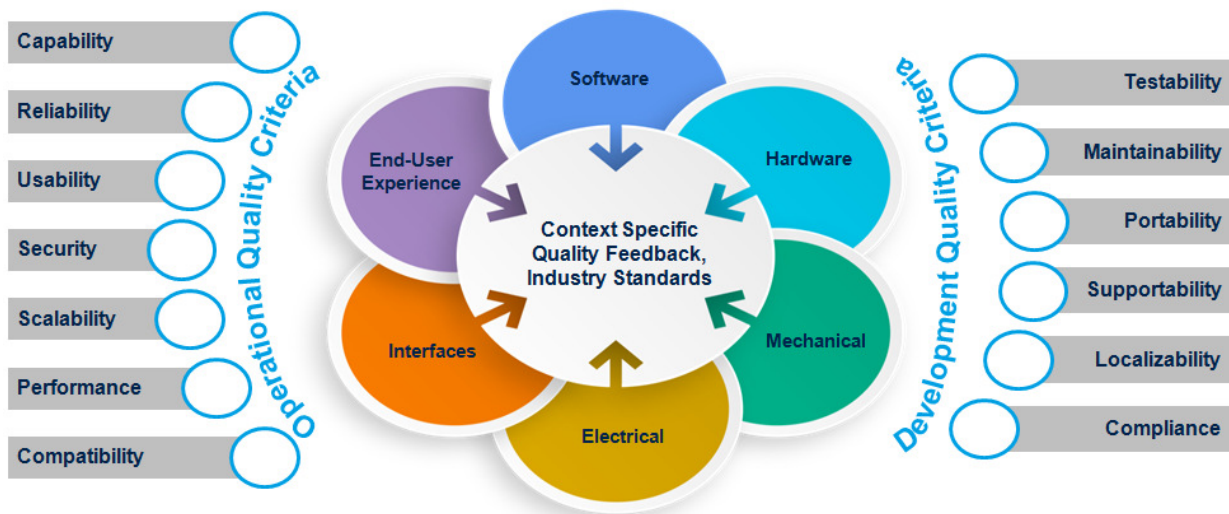 Capability
Reliability
Usability
Security
Scalability
Performance
Compatibility
Operational Quality Criteria
Software
Hardware
Mechanical
Electrical
Interfaces
End-User
Experience
Context Specific
Quality Feedback,
Industry Standards
Development Quality Criteria
Testability
Maintainability
Portability
Supportability
Localizability
Compliance